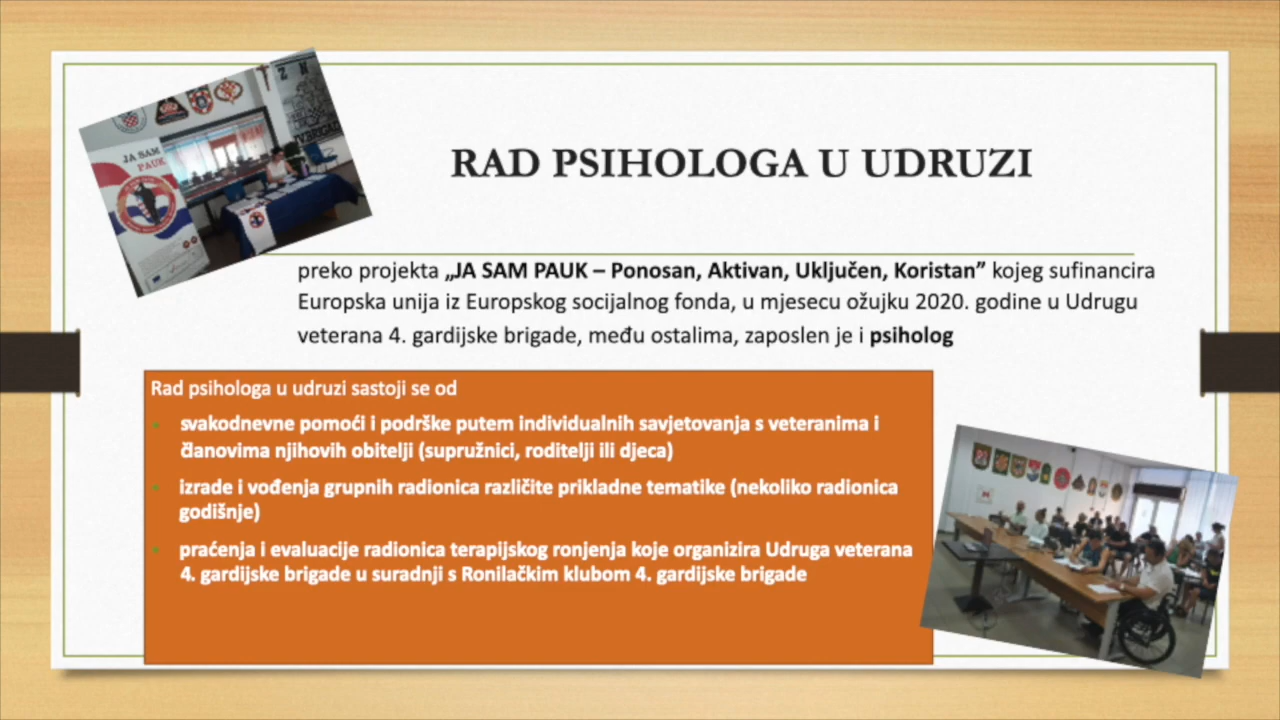 JA SAM
PAUK
Z N
RAD PSIHOLOGA U UDRUZI
preko projekta „JA SAM PAUK – Ponosan, Aktivan, Uključen, Koristan” kojeg sufinancira
Europska unija iz Europskog socijalnog fonda, u mjesecu ožujku 2020. godine u Udrugu
veterana 4. gardijske brigade, među ostalima, zaposlen je i psiholog
Rad psihologa u udruzi sastoji se od
svakodnevne pomoći i podrške putem individualnih savjetovanja s veteranima i
članovima njihovih obitelji (supružnici, roditelji ili djeca)
izrade i vođenja grupnih radionica različite prikladne tematike (nekoliko radionica
godišnje)
praćenja i evaluacije radionica terapijskog ronjenja koje organizira Udruga veterana
4. gardijske brigade u suradnji s Ronilačkim klubom 4. gardijske brigade